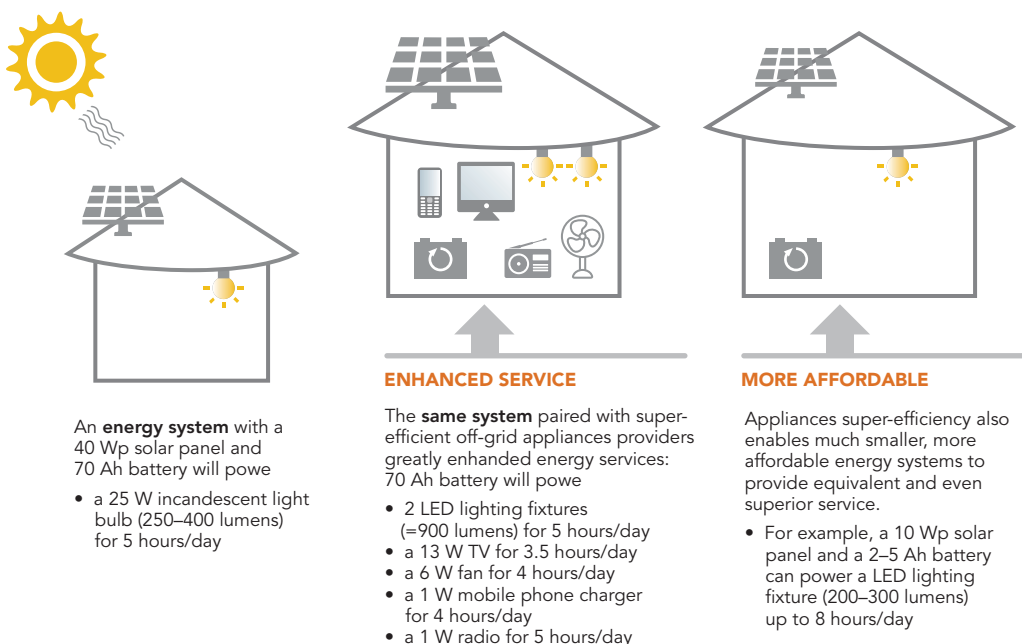 An energy system with a
40 Wp solar panel and
70 Ah battery will powe
• a 25 W incandescent light
bulb (250–400 lumens)
for 5 hours/day
ENHANCED SERVICE
The same system paired with super-
efficient off-grid appliances providers
greatly enhanded energy services:
70 Ah battery will powe
• 2 LED lighting fixtures
(=900 lumens) for 5 hours/day
• a 13 W TV for 3.5 hours/day
• a 6 W fan for 4 hours/day
• a 1 W mobile phone charger
for 4 hours/day
• a 1 W radio for 5 hours/day
MORE AFFORDABLE
Appliances super-efficiency also
enables much smaller, more
affordable energy systems to
provide equivalent and even
superior service.
• For example, a 10 Wp solar
panel and a 2–5 Ah battery
can power a LED lighting
fixture (200–300 lumens)
up to 8 hours/day